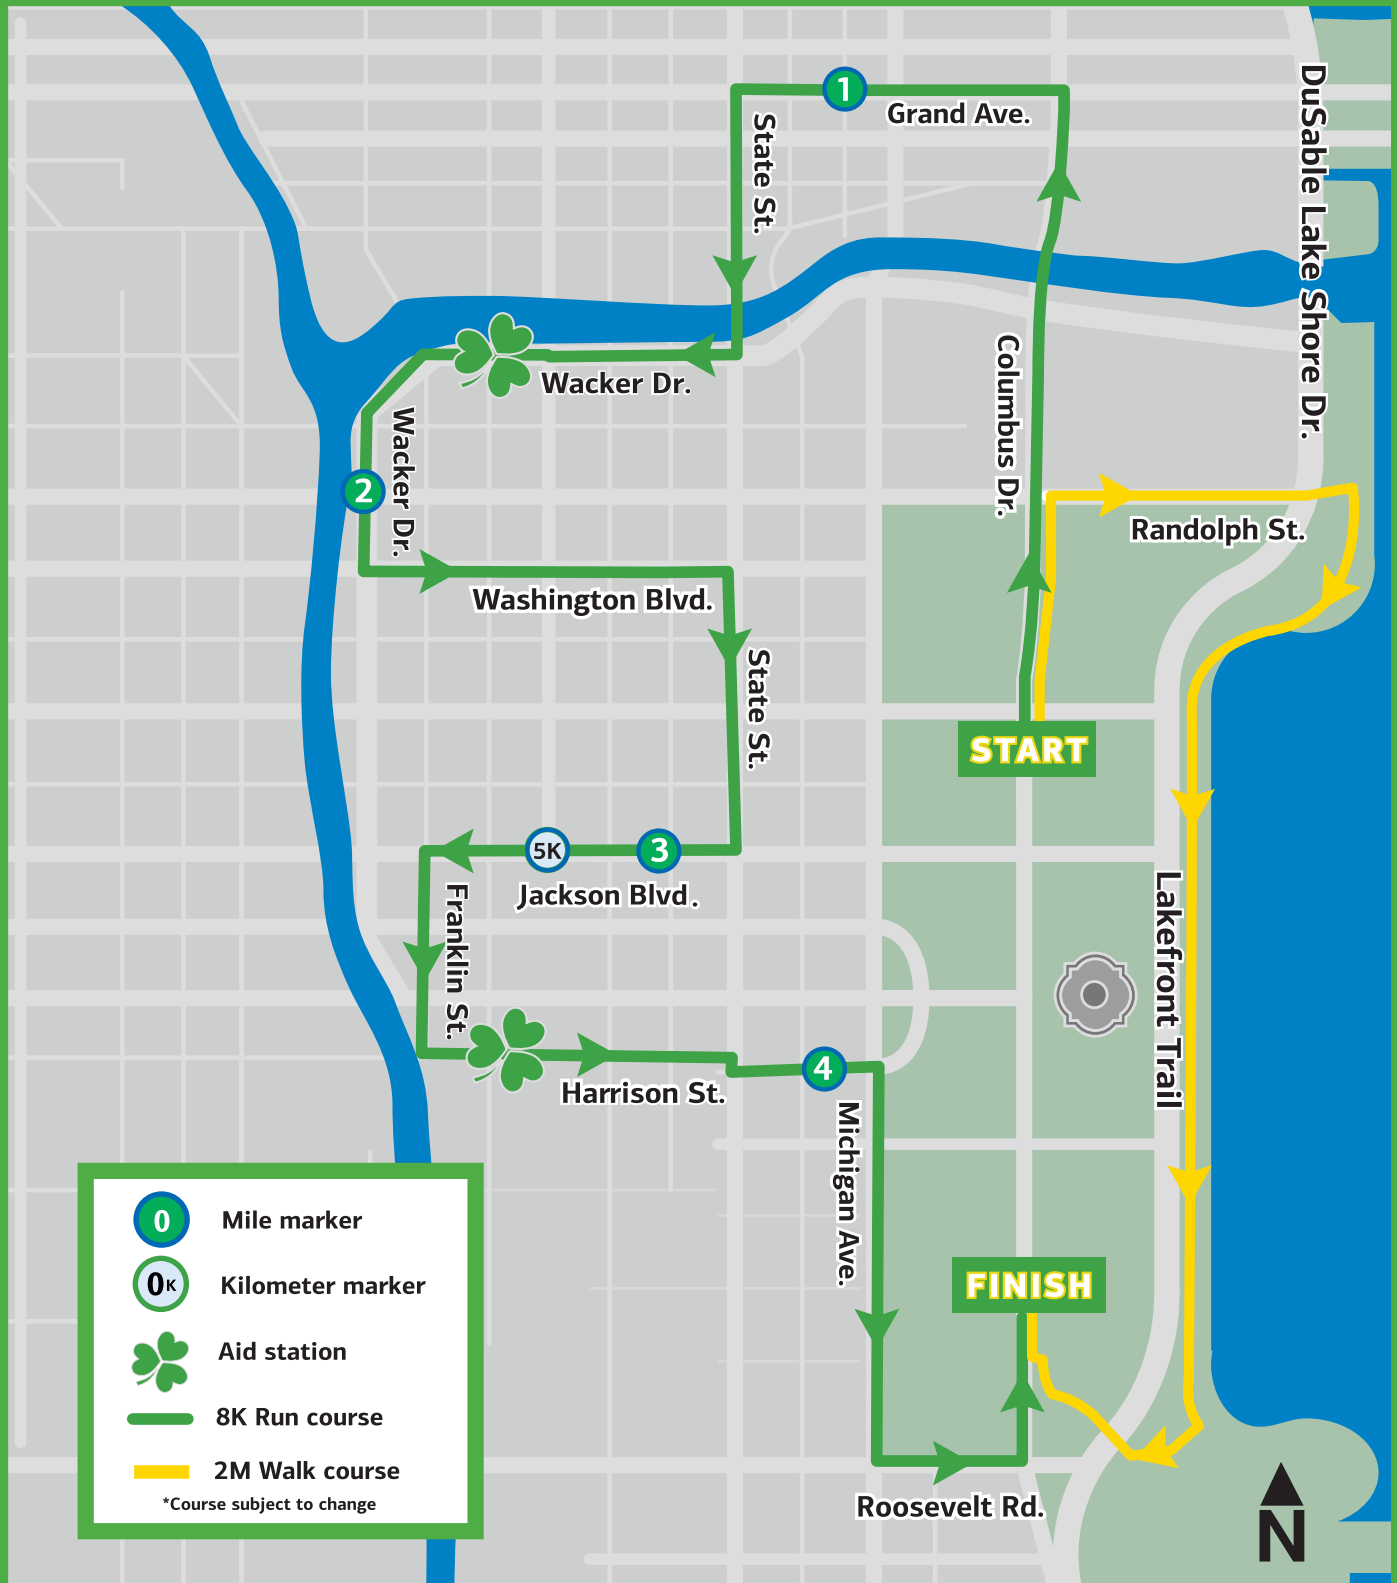 1
Grand Ave.
State St.
DuSable Lake Shore Dr.
Wacker Dr.
Columbus Dr.
Wacker Dr.
2
Randolph St.
Washington Blvd.
State St.
START
3
5K
Jackson Blvd.
Franklin St.
Lakefront Trail
Harrison St.
4
Michigan Ave.
FINISH
Roosevelt Rd.
N
0 Mile marker
0K Kilometer marker
Aid station
8K Run course
2M Walk course
*Course subject to change